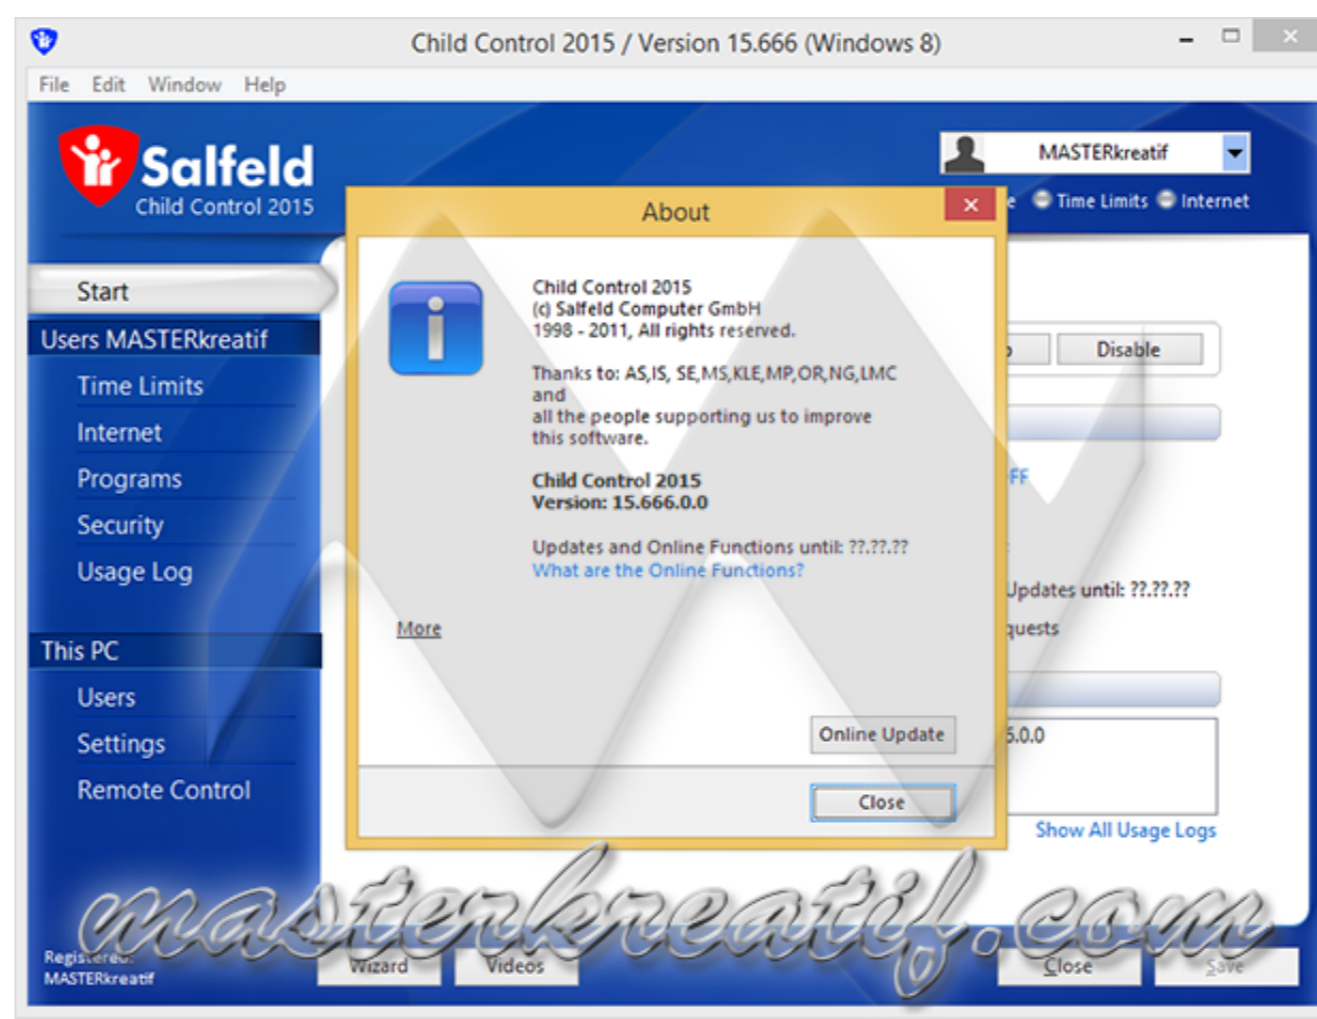 Child Control 2015 / Version 15.666 (Windows 8)
File Edit Window Help
Salfeld
Child Control 2015
MASTERkreatif
Time Limits Internet
About
Start
Users MASTERkreatif
Time Limits
Internet
Programs
Security
Usage Log
This PC
Users
Settings
Remote Control
Child Control 2015
(c) Salfeld Computer GmbH
1998 - 2011, All rights reserved.
Thanks to: AS,IS, SE,MS,KLE,MP,OR,NG,LMC
and
all the people supporting us to improve
this software.
Child Control 2015
Version: 15.666.0.0
Updates and Online Functions until: ??.??.??
What are the Online Functions?
More
Online Update
Close
Disable
FF
Updates until: ??.??.??
quests
6.0.0
Show All Usage Logs
masterkreatif.com
Registered:
MASTERkreatif
Wizard Videos
Close Save